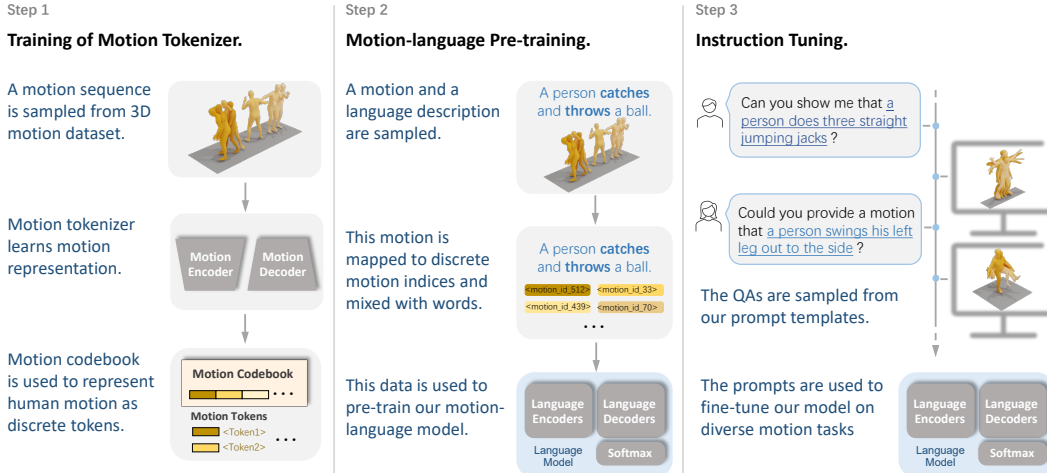 Step 1
Training of Motion Tokenizer.
A motion sequence
is sampled from 3D
motion dataset.
Motion tokenizer
learns motion
representation.
Motion
Encoder
Motion
Decoder
Motion codebook
is used to represent
human motion as
discrete tokens.
Motion Codebook
...
Motion Tokens
<Token1>
<Token2>
...
Step 2
Motion-language Pre-training.
A motion and a
language description
are sampled.
A person catches
and throws a ball.
This motion is
mapped to discrete
motion indices and
mixed with words.
A person catches
and throws a ball.
<motion_id_512> <motion_id_33>
<motion_id_439> <motion_id_70>
...
This data is used to
pre-train our motion-
language model.
Language
Encoders
Language
Decoders
Language
Model
Softmax
Step 3
Instruction Tuning.
Can you show me that a
person does three straight
jumping jacks ?
Could you provide a motion
that a person swings his left
leg out to the side ?
The QAs are sampled from
our prompt templates.
The prompts are used to
fine-tune our model on
diverse motion tasks
Language
Encoders
Language
Decoders
Language
Model
Softmax